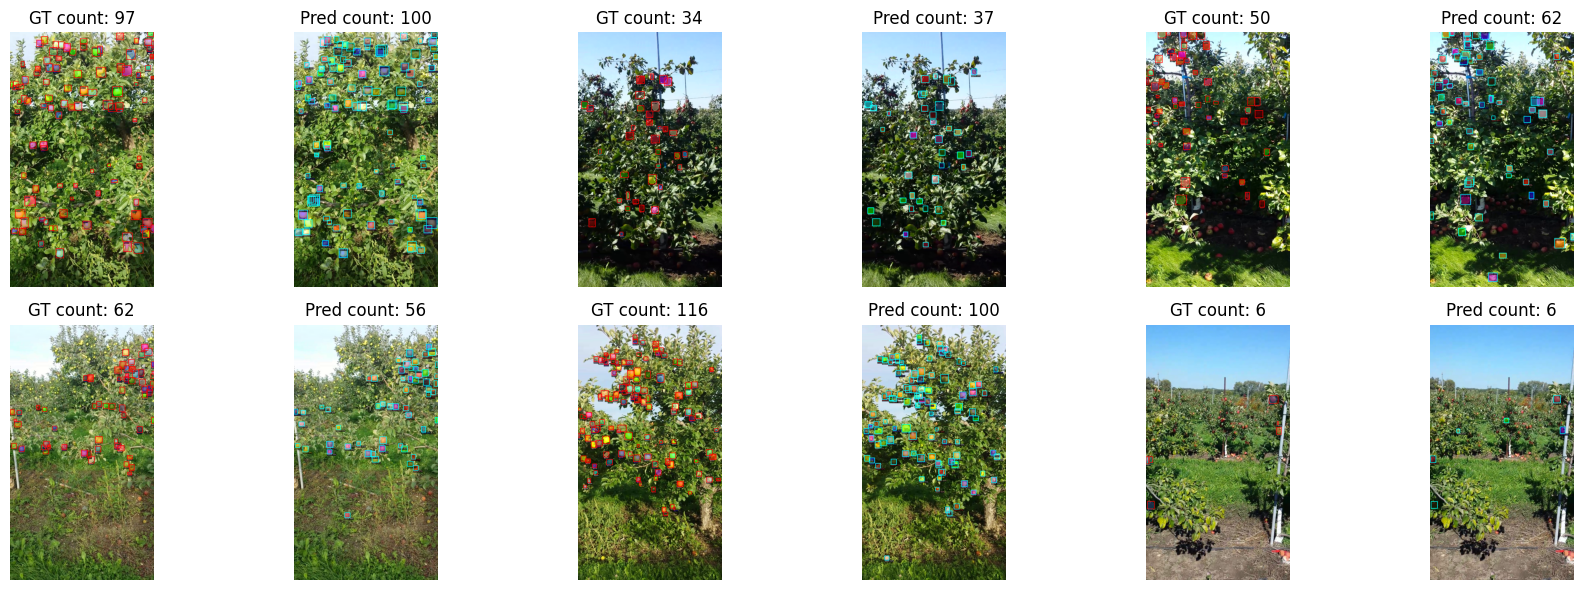 GT count: 97
Pred count: 100
GT count: 34
Pred count: 37
GT count: 50
Pred count: 62
GT count: 62
Pred count: 56
GT count: 116
Pred count: 100
GT count: 6
Pred count: 6